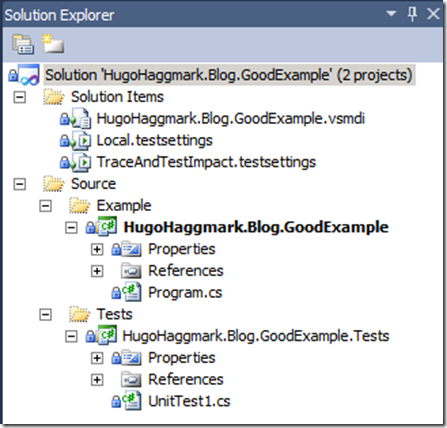 Solution Explorer
Solution 'HugoHaggmark.Blog.GoodExample' (2 projects)
Solution Items
HugoHaggmark.Blog.GoodExample.vsmdi
Local.testsettings
TraceAndTestImpact.testsettings
Source
Example
HugoHaggmark.Blog.GoodExample
Properties
References
Program.cs
Tests
HugoHaggmark.Blog.GoodExample.Tests
Properties
References
UnitTest1.cs